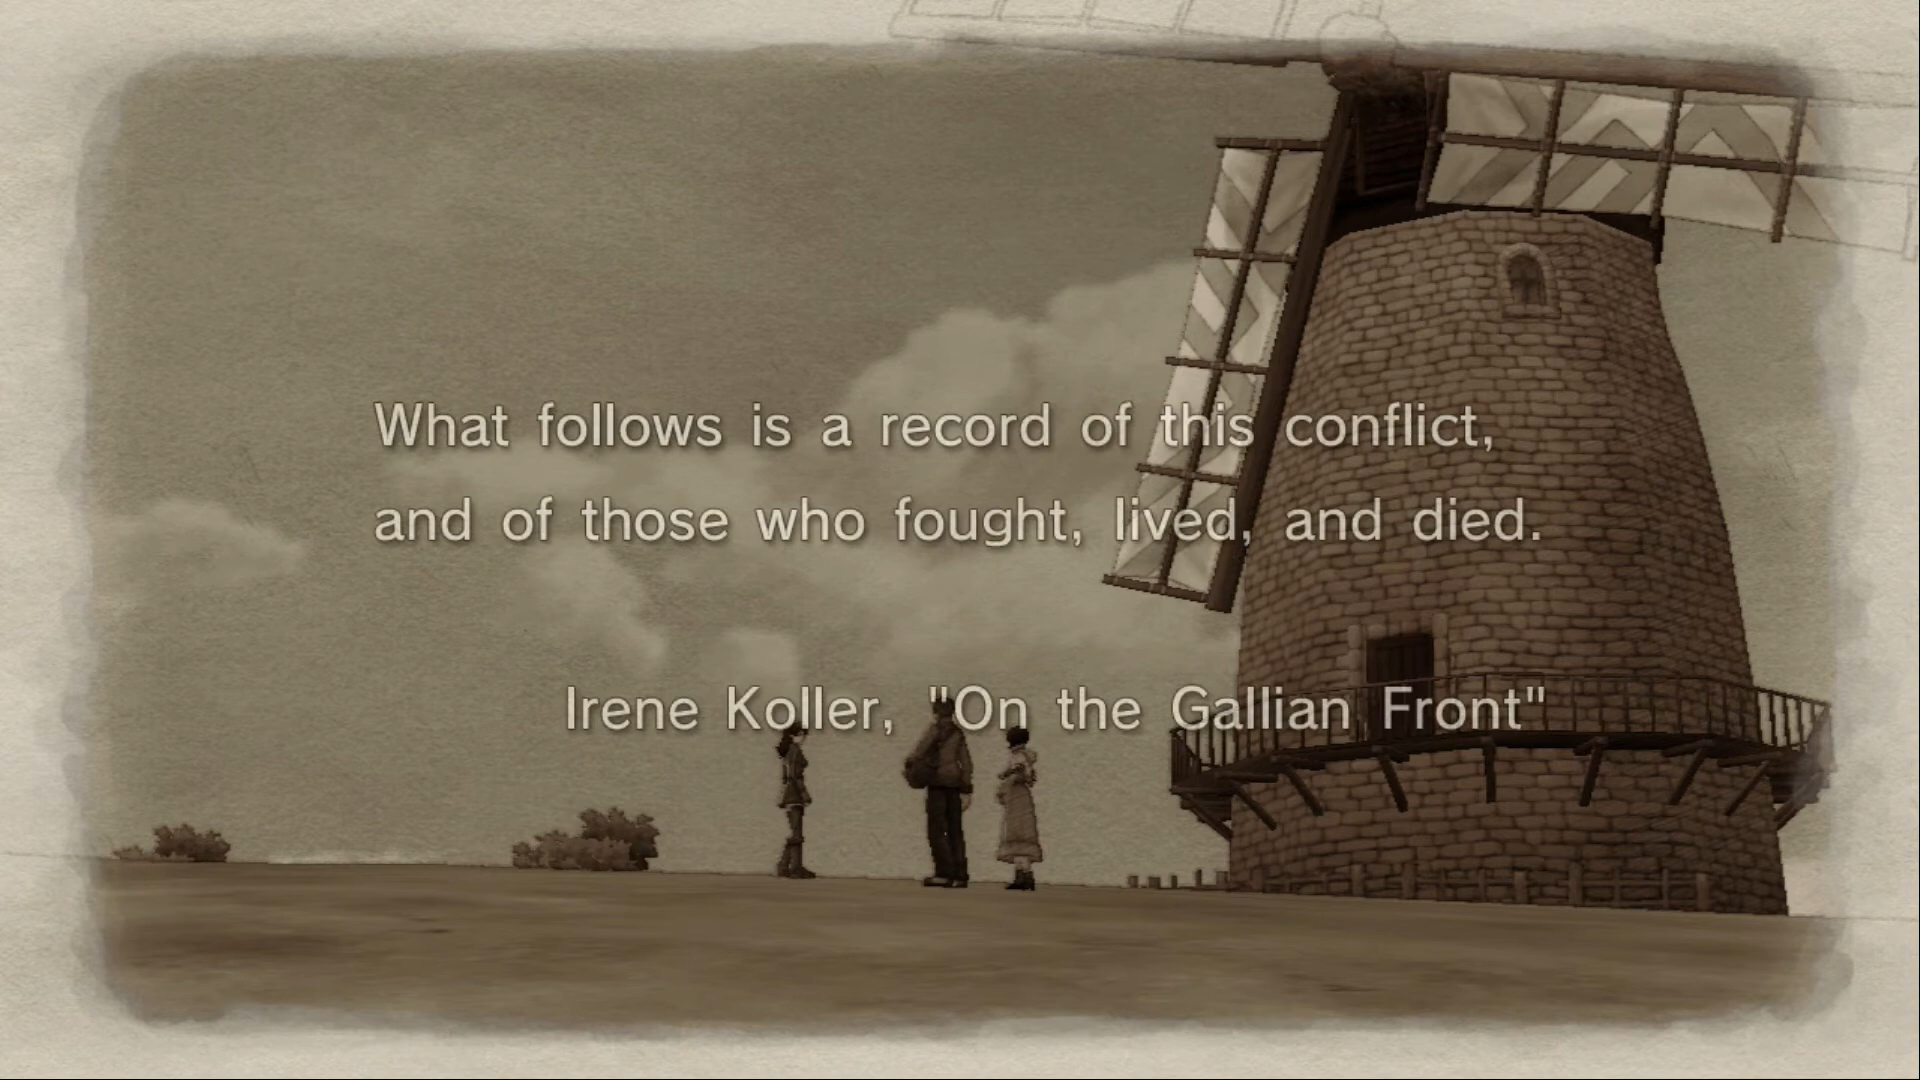 What follows is a record of this conflict,
and of those who fought, lived, and died.
Irene Koller, "On the Gallian Front"